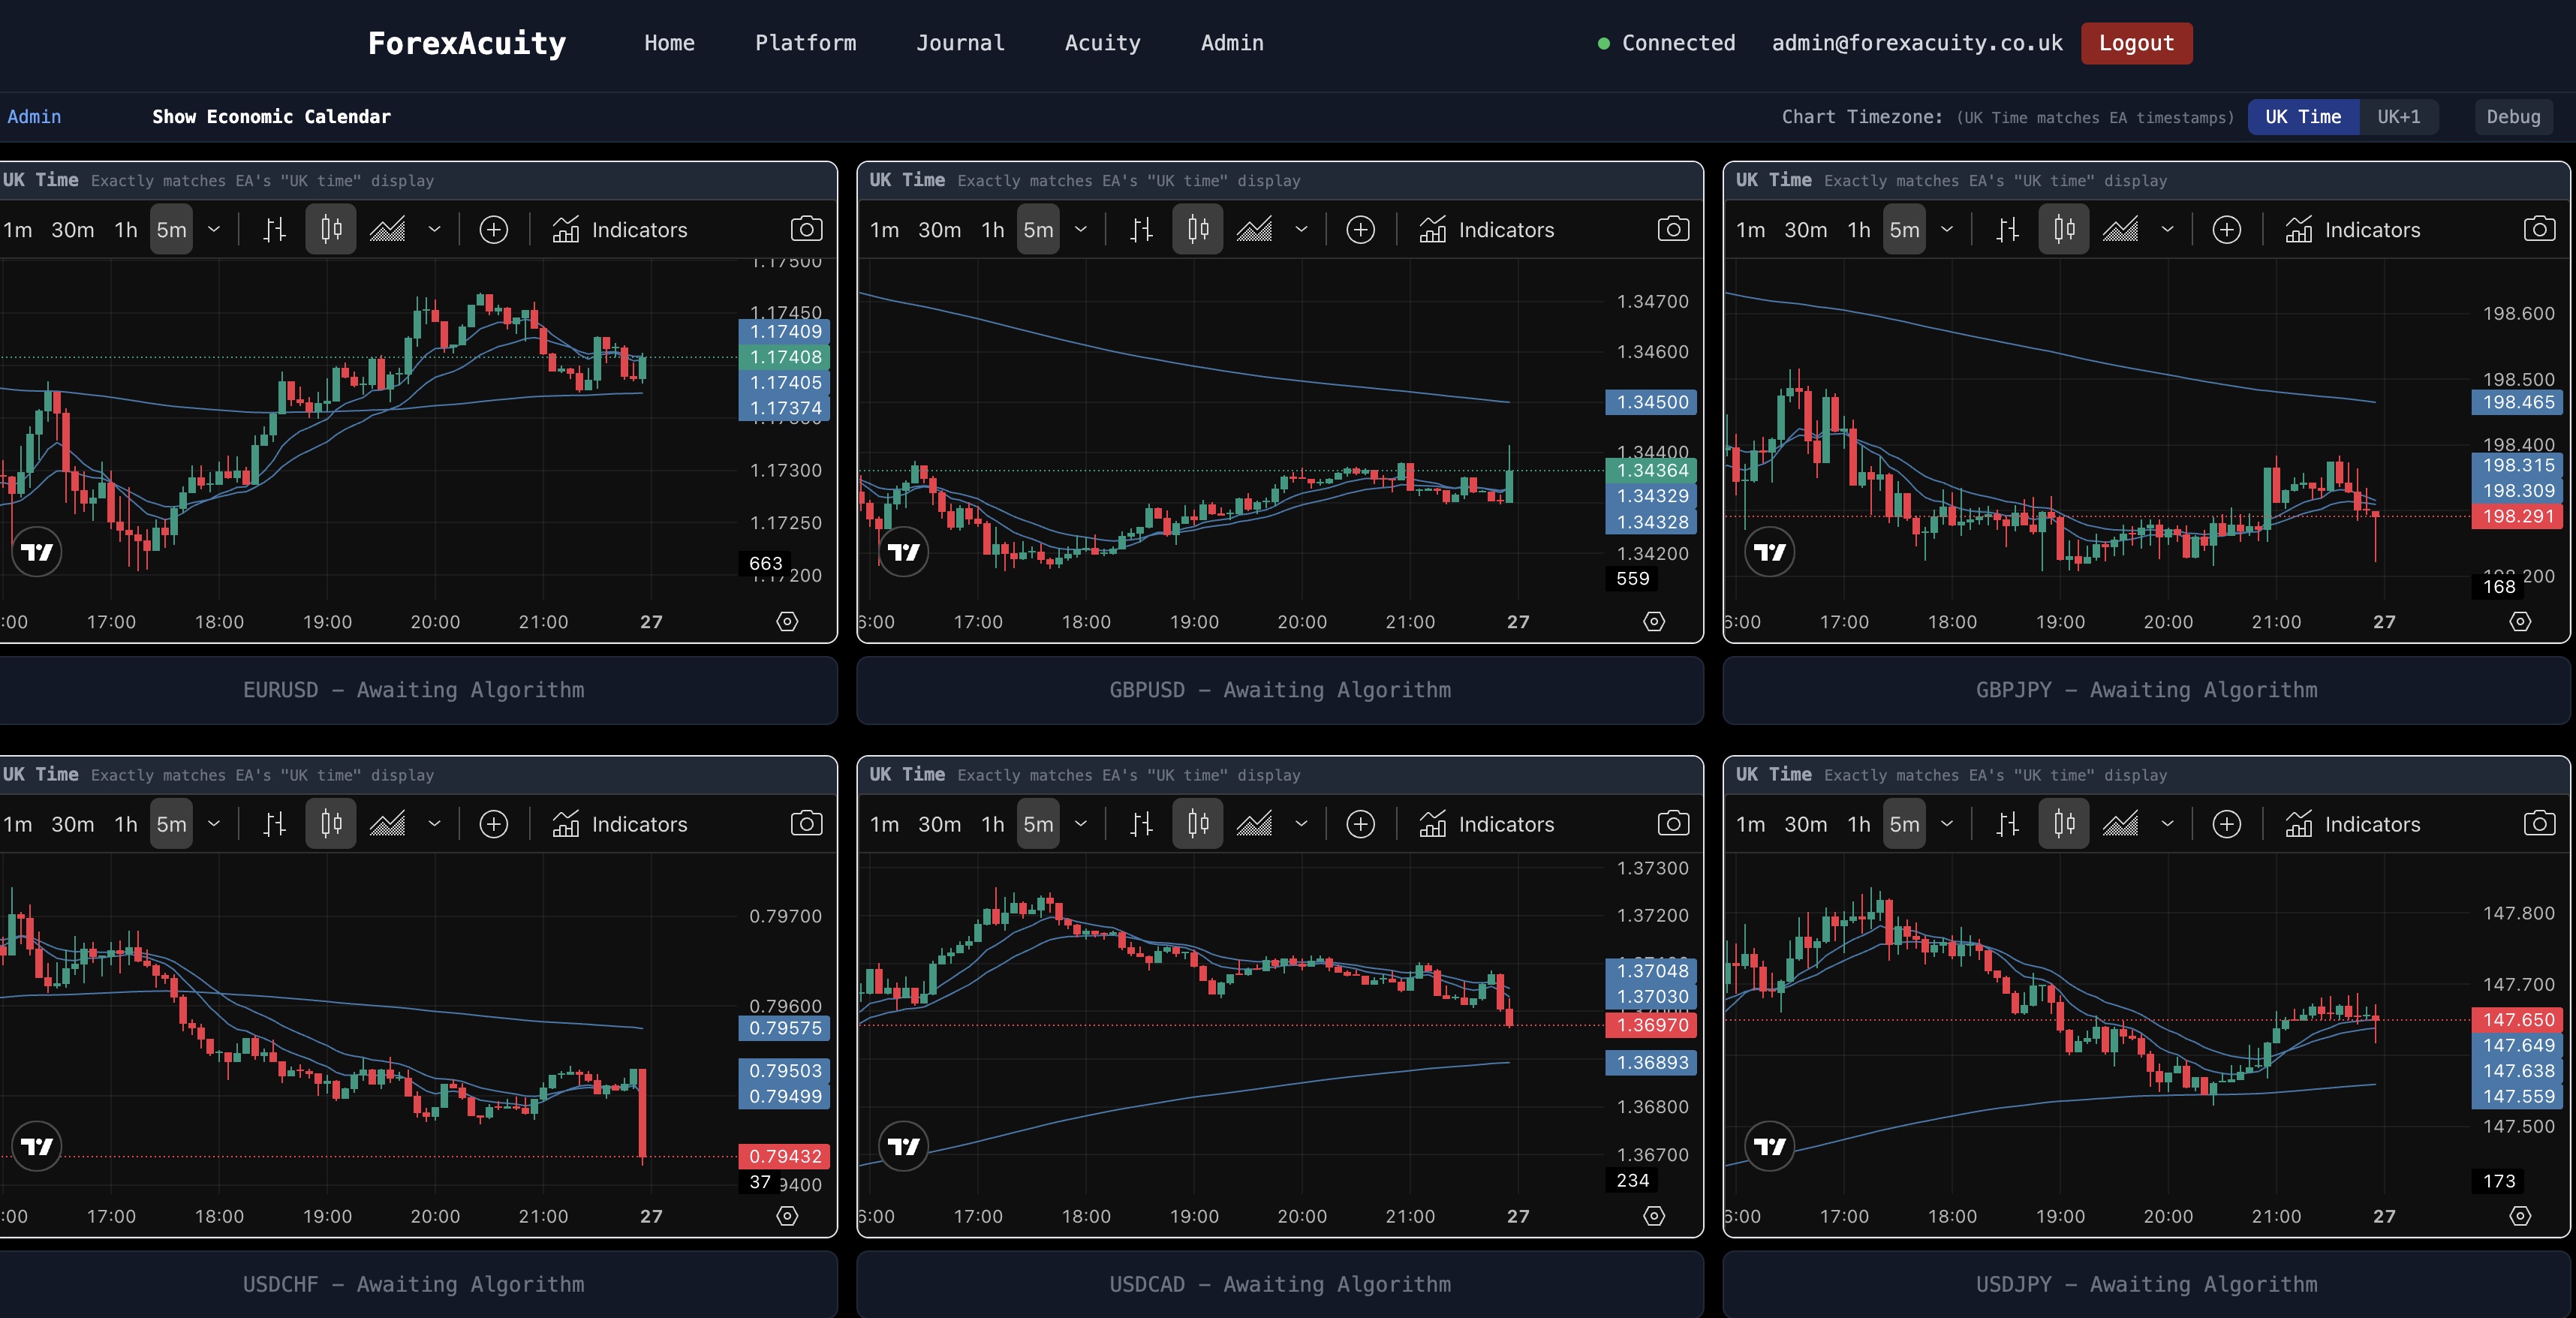 ForexAcuity Home Platform Journal Acuity Admin Connected admin@forexacuity.co.uk Logout
Admin Show Economic Calendar Chart Timezone: (UK Time matches EA timestamps) UK Time UK+1 Debug
UK Time Exactly matches EA's "UK time" display
1m 30m 1h 5m Indicators
1.17500
1.17450
1.17409
1.17408
1.17405
1.17374
1.17300
1.17250
663
200
:00 17:00 18:00 19:00 20:00 21:00 27
EURUSD – Awaiting Algorithm
UK Time Exactly matches EA's "UK time" display
1m 30m 1h 5m Indicators
1.34700
1.34600
1.34500
1.34400
1.34364
1.34329
1.34328
1.34200
559
6:00 17:00 18:00 19:00 20:00 21:00 27
GBPUSD – Awaiting Algorithm
UK Time Exactly matches EA's "UK time" display
1m 30m 1h 5m Indicators
198.600
198.500
198.465
198.400
198.315
198.309
198.291
200
168
6:00 17:00 18:00 19:00 20:00 21:00 27
GBPJPY – Awaiting Algorithm
UK Time Exactly matches EA's "UK time" display
1m 30m 1h 5m Indicators
0.79700
0.79600
0.79575
0.79503
0.79499
0.79432
37 9400
:00 17:00 18:00 19:00 20:00 21:00 27
USDCHF – Awaiting Algorithm
UK Time Exactly matches EA's "UK time" display
1m 30m 1h 5m Indicators
1.37300
1.37200
1.37048
1.37030
1.36970
1.36893
1.36800
1.36700
234
6:00 17:00 18:00 19:00 20:00 21:00 27
USDCAD – Awaiting Algorithm
UK Time Exactly matches EA's "UK time" display
1m 30m 1h 5m Indicators
147.800
147.700
147.650
147.649
147.638
147.559
147.500
173
6:00 17:00 18:00 19:00 20:00 21:00 27
USDJPY – Awaiting Algorithm